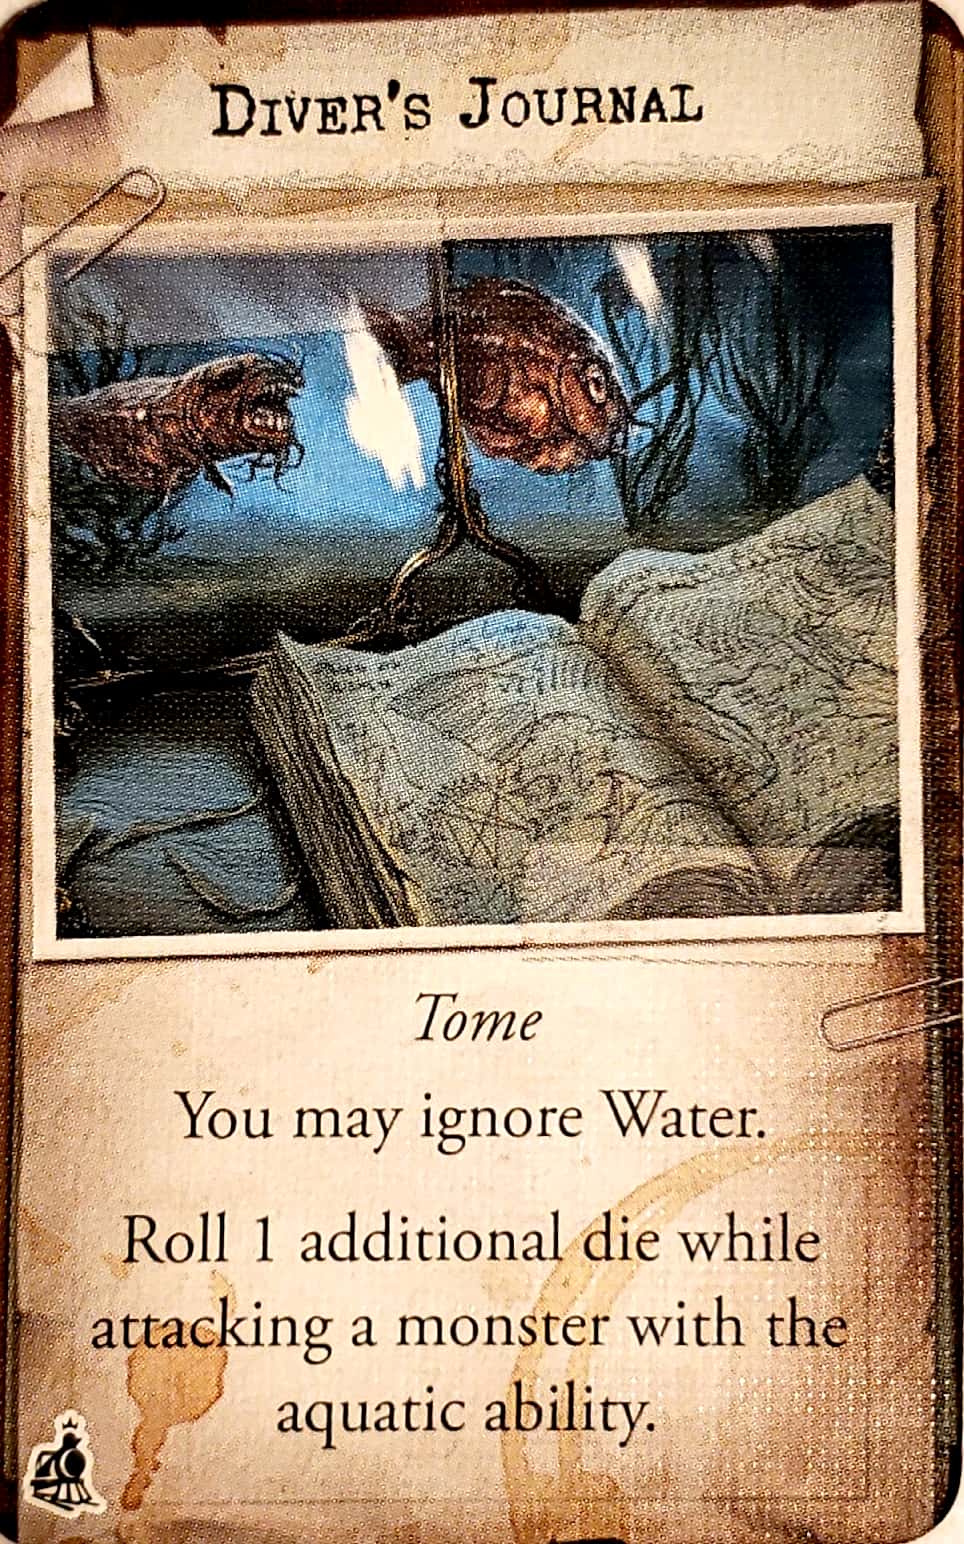 Diver's Journal
Tome
You may ignore Water.
Roll 1 additional die while
attacking a monster with the
aquatic ability.